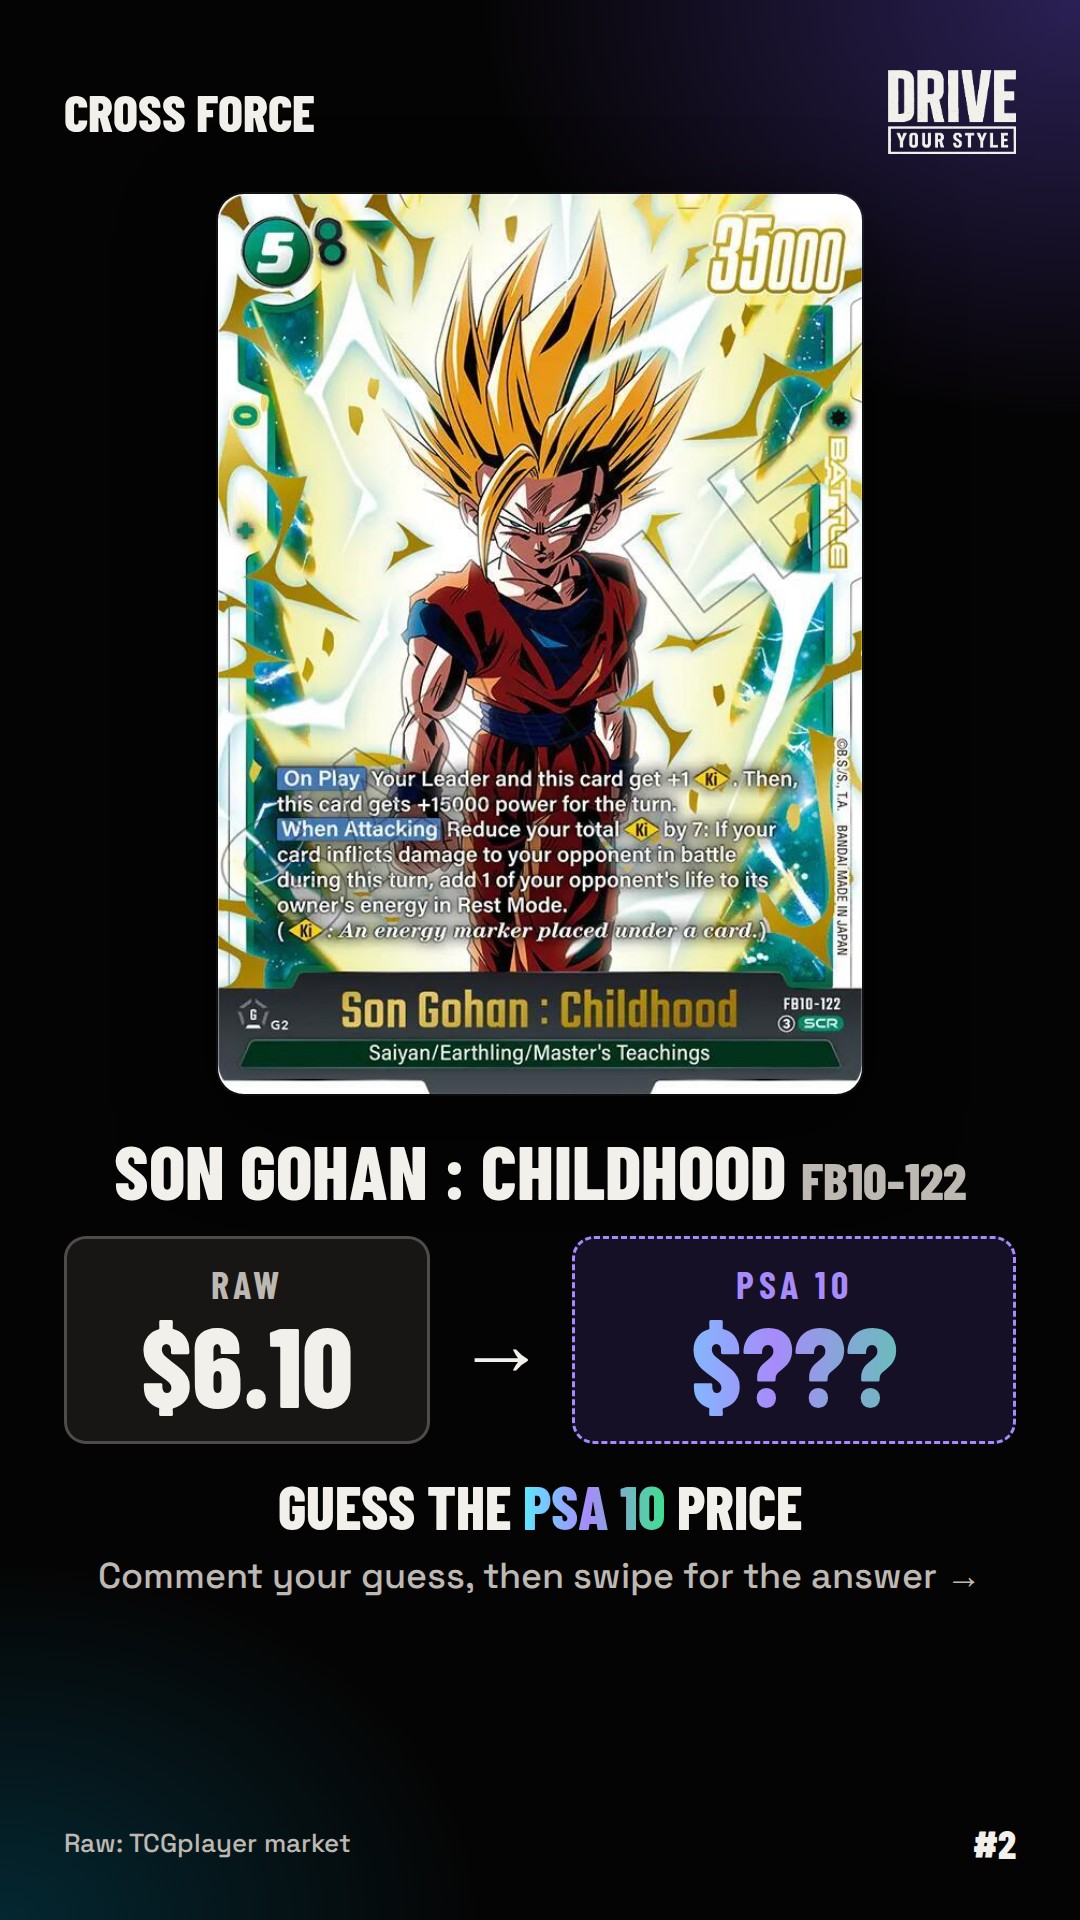 CROSS FORCE
DRIVE
YOUR STYLE
5 8
35000
0
BATTLE
+
On Play Your Leader and this card get +1 Ki. Then,
this card gets +15000 power for the turn.
When Attacking Reduce your total Ki by 7: If your
card inflicts damage to your opponent in battle
during this turn, add 1 of your opponent's life to its
owner's energy in Rest Mode.
( Ki : An energy marker placed under a card.)
©B.S/S., T.A. BANDAI MADE IN JAPAN
G G2
Son Gohan : Childhood
FB10-122
3 SCR
Saiyan/Earthling/Master's Teachings
SON GOHAN : CHILDHOOD FB10-122
RAW
$6.10
→
PSA 10
$???
GUESS THE PSA 10 PRICE
Comment your guess, then swipe for the answer →
Raw: TCGplayer market
#2